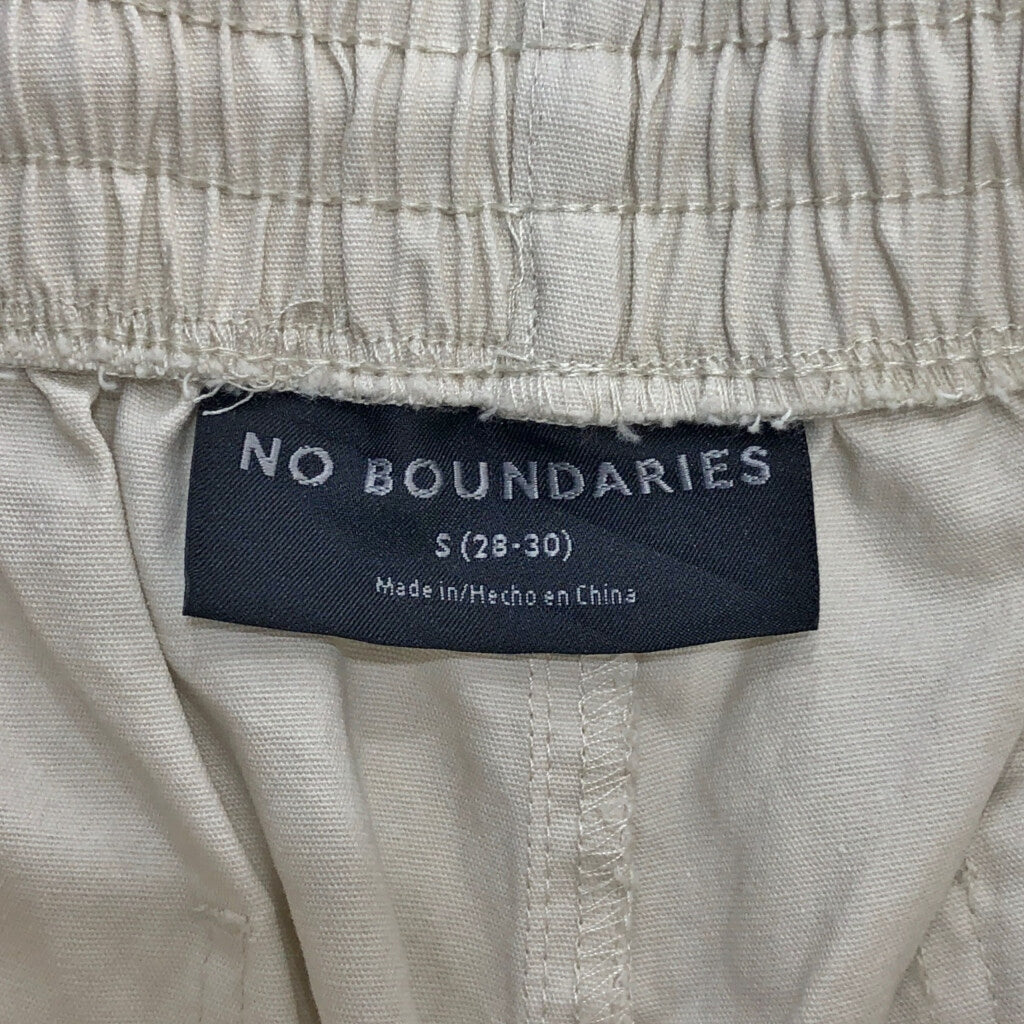 NO BOUNDARIES
S (28-30)
Made in/Hecho en China